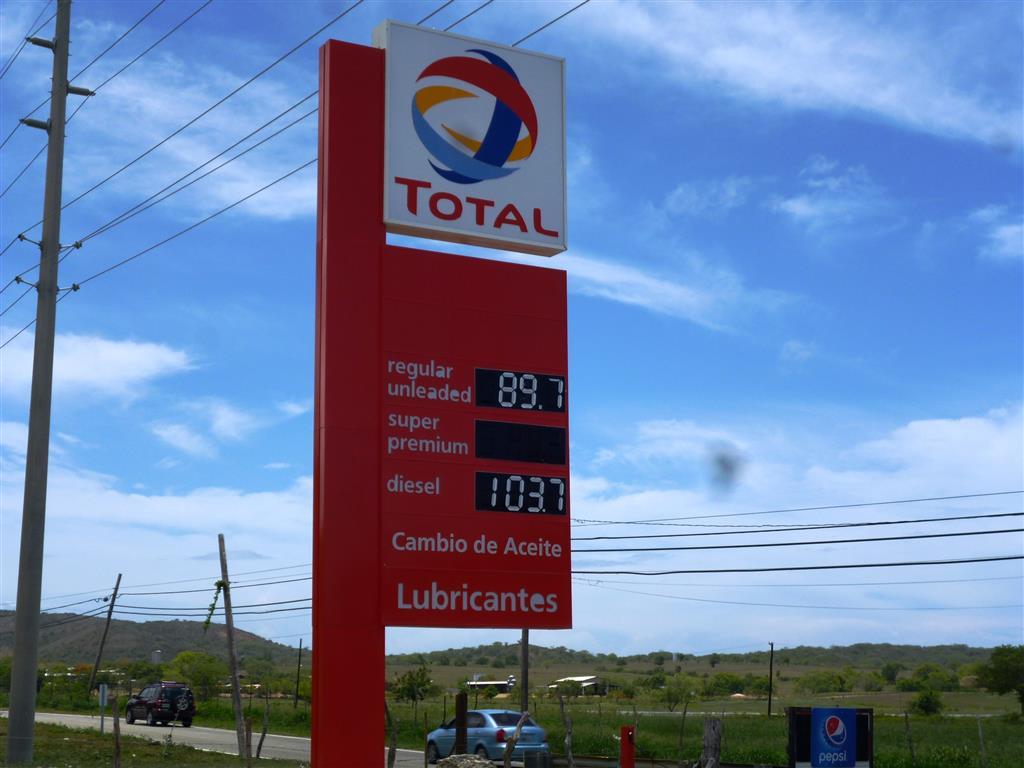 TOTAL
regular
unleaded 89.7
super
premium
diesel 103.7
Cambio de Aceite
Lubricantes
pepsi